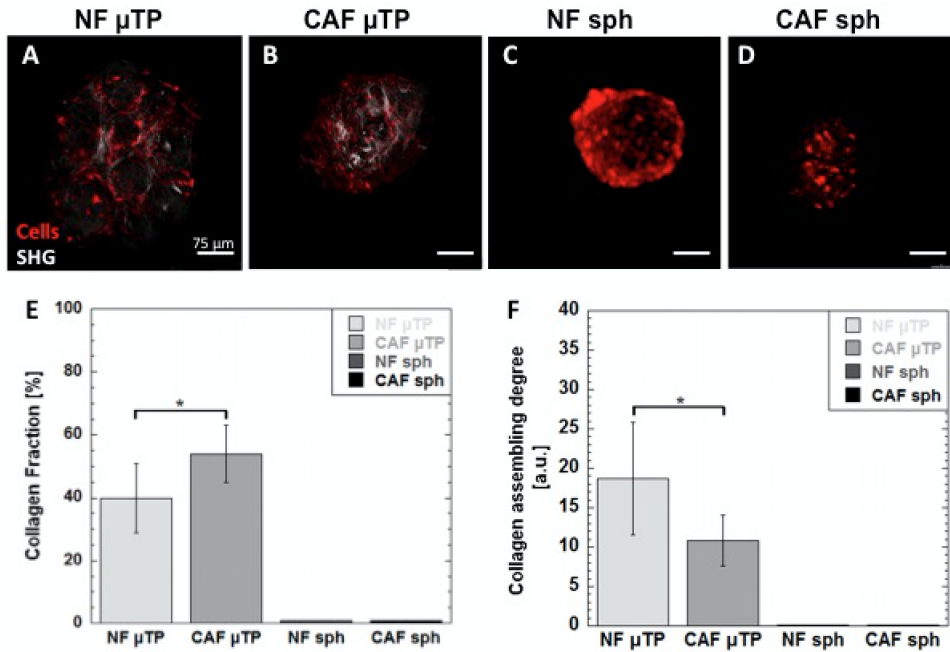 NF µTP CAF µTP NF sph CAF sph
A B C D
Cells
SHG
75 µm
E
Collagen Fraction [%]
100
80
60
40
20
0
*
NF µTP
CAF µTP
NF sph
CAF sph
NF µTP CAF µTP NF sph CAF sph
F
Collagen assembling degree
[a.u.]
40
35
30
25
20
15
10
5
0
*
NF µTP
CAF µTP
NF sph
CAF sph
NF µTP CAF µTP NF sph CAF sph